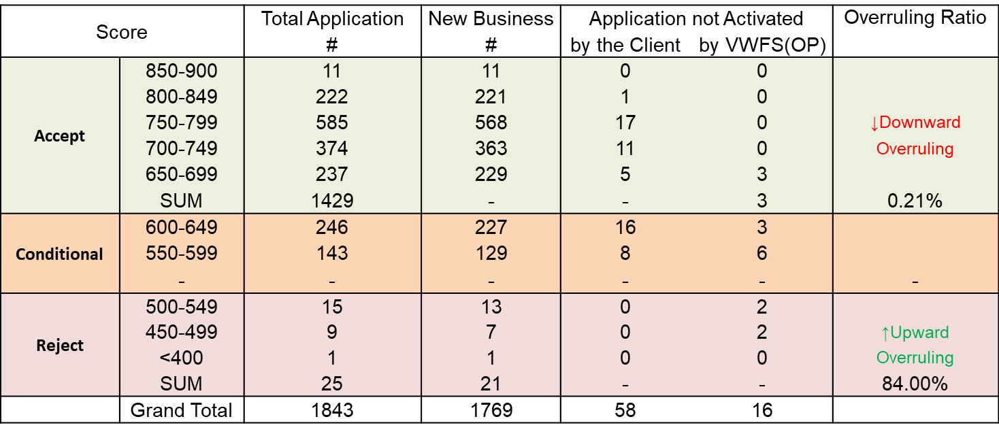 Score Total Application # New Business # Application not Activated by the Client by VWFS(OP) Overruling Ratio
Accept
850-900 11 11 0 0
800-849 222 221 1 0
750-799 585 568 17 0 ↓Downward
700-749 374 363 11 0 Overruling
650-699 237 229 5 3
SUM 1429 - - 3 0.21%
Conditional
600-649 246 227 16 3
550-599 143 129 8 6
- - - - - -
Reject
500-549 15 13 0 2
450-499 9 7 0 2 ↑Upward
<400 1 1 0 0 Overruling
SUM 25 21 - - 84.00%
Grand Total 1843 1769 58 16